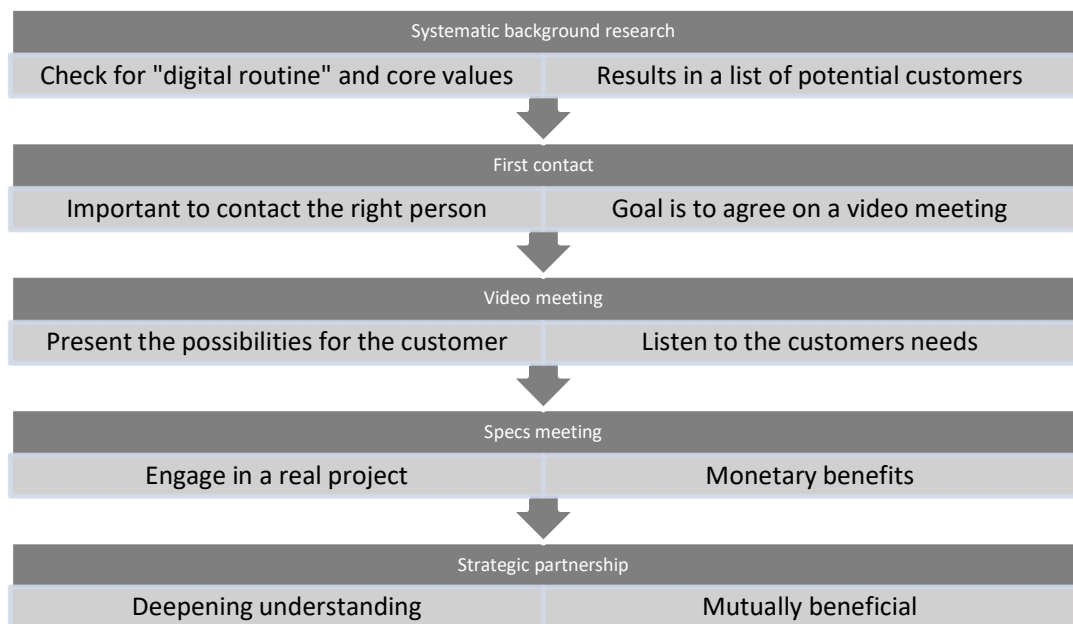 Systematic background research
Check for "digital routine" and core values
Results in a list of potential customers
First contact
Important to contact the right person
Goal is to agree on a video meeting
Video meeting
Present the possibilities for the customer
Listen to the customers needs
Specs meeting
Engage in a real project
Monetary benefits
Strategic partnership
Deepening understanding
Mutually beneficial